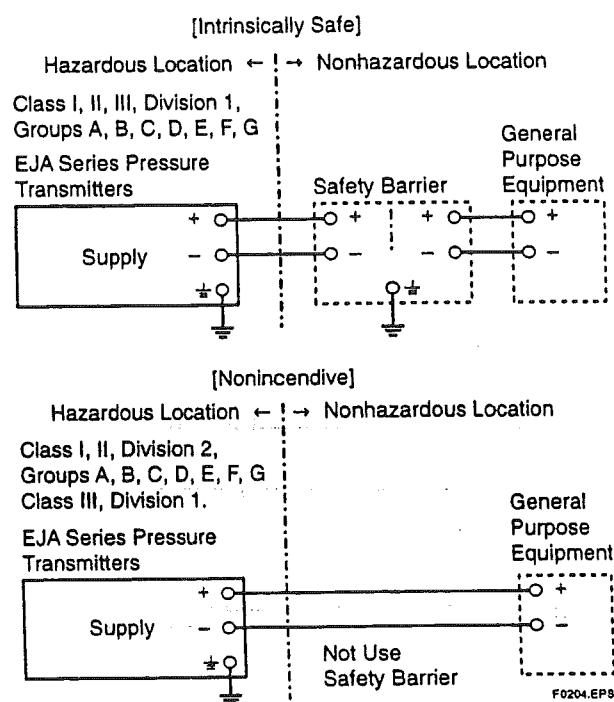 [Intrinsically Safe]
Hazardous Location ← → Nonhazardous Location
Class I, II, III, Division 1,
Groups A, B, C, D, E, F, G
EJA Series Pressure
Transmitters
Safety Barrier
General
Purpose
Equipment
+ + + +
Supply − − − −
[Nonincendive]
Hazardous Location ← → Nonhazardous Location
Class I, II, Division 2,
Groups A, B, C, D, E, F, G
Class III, Division 1.
EJA Series Pressure
Transmitters
General
Purpose
Equipment
+ +
Supply − −
Not Use
Safety Barrier
F0204.EPS